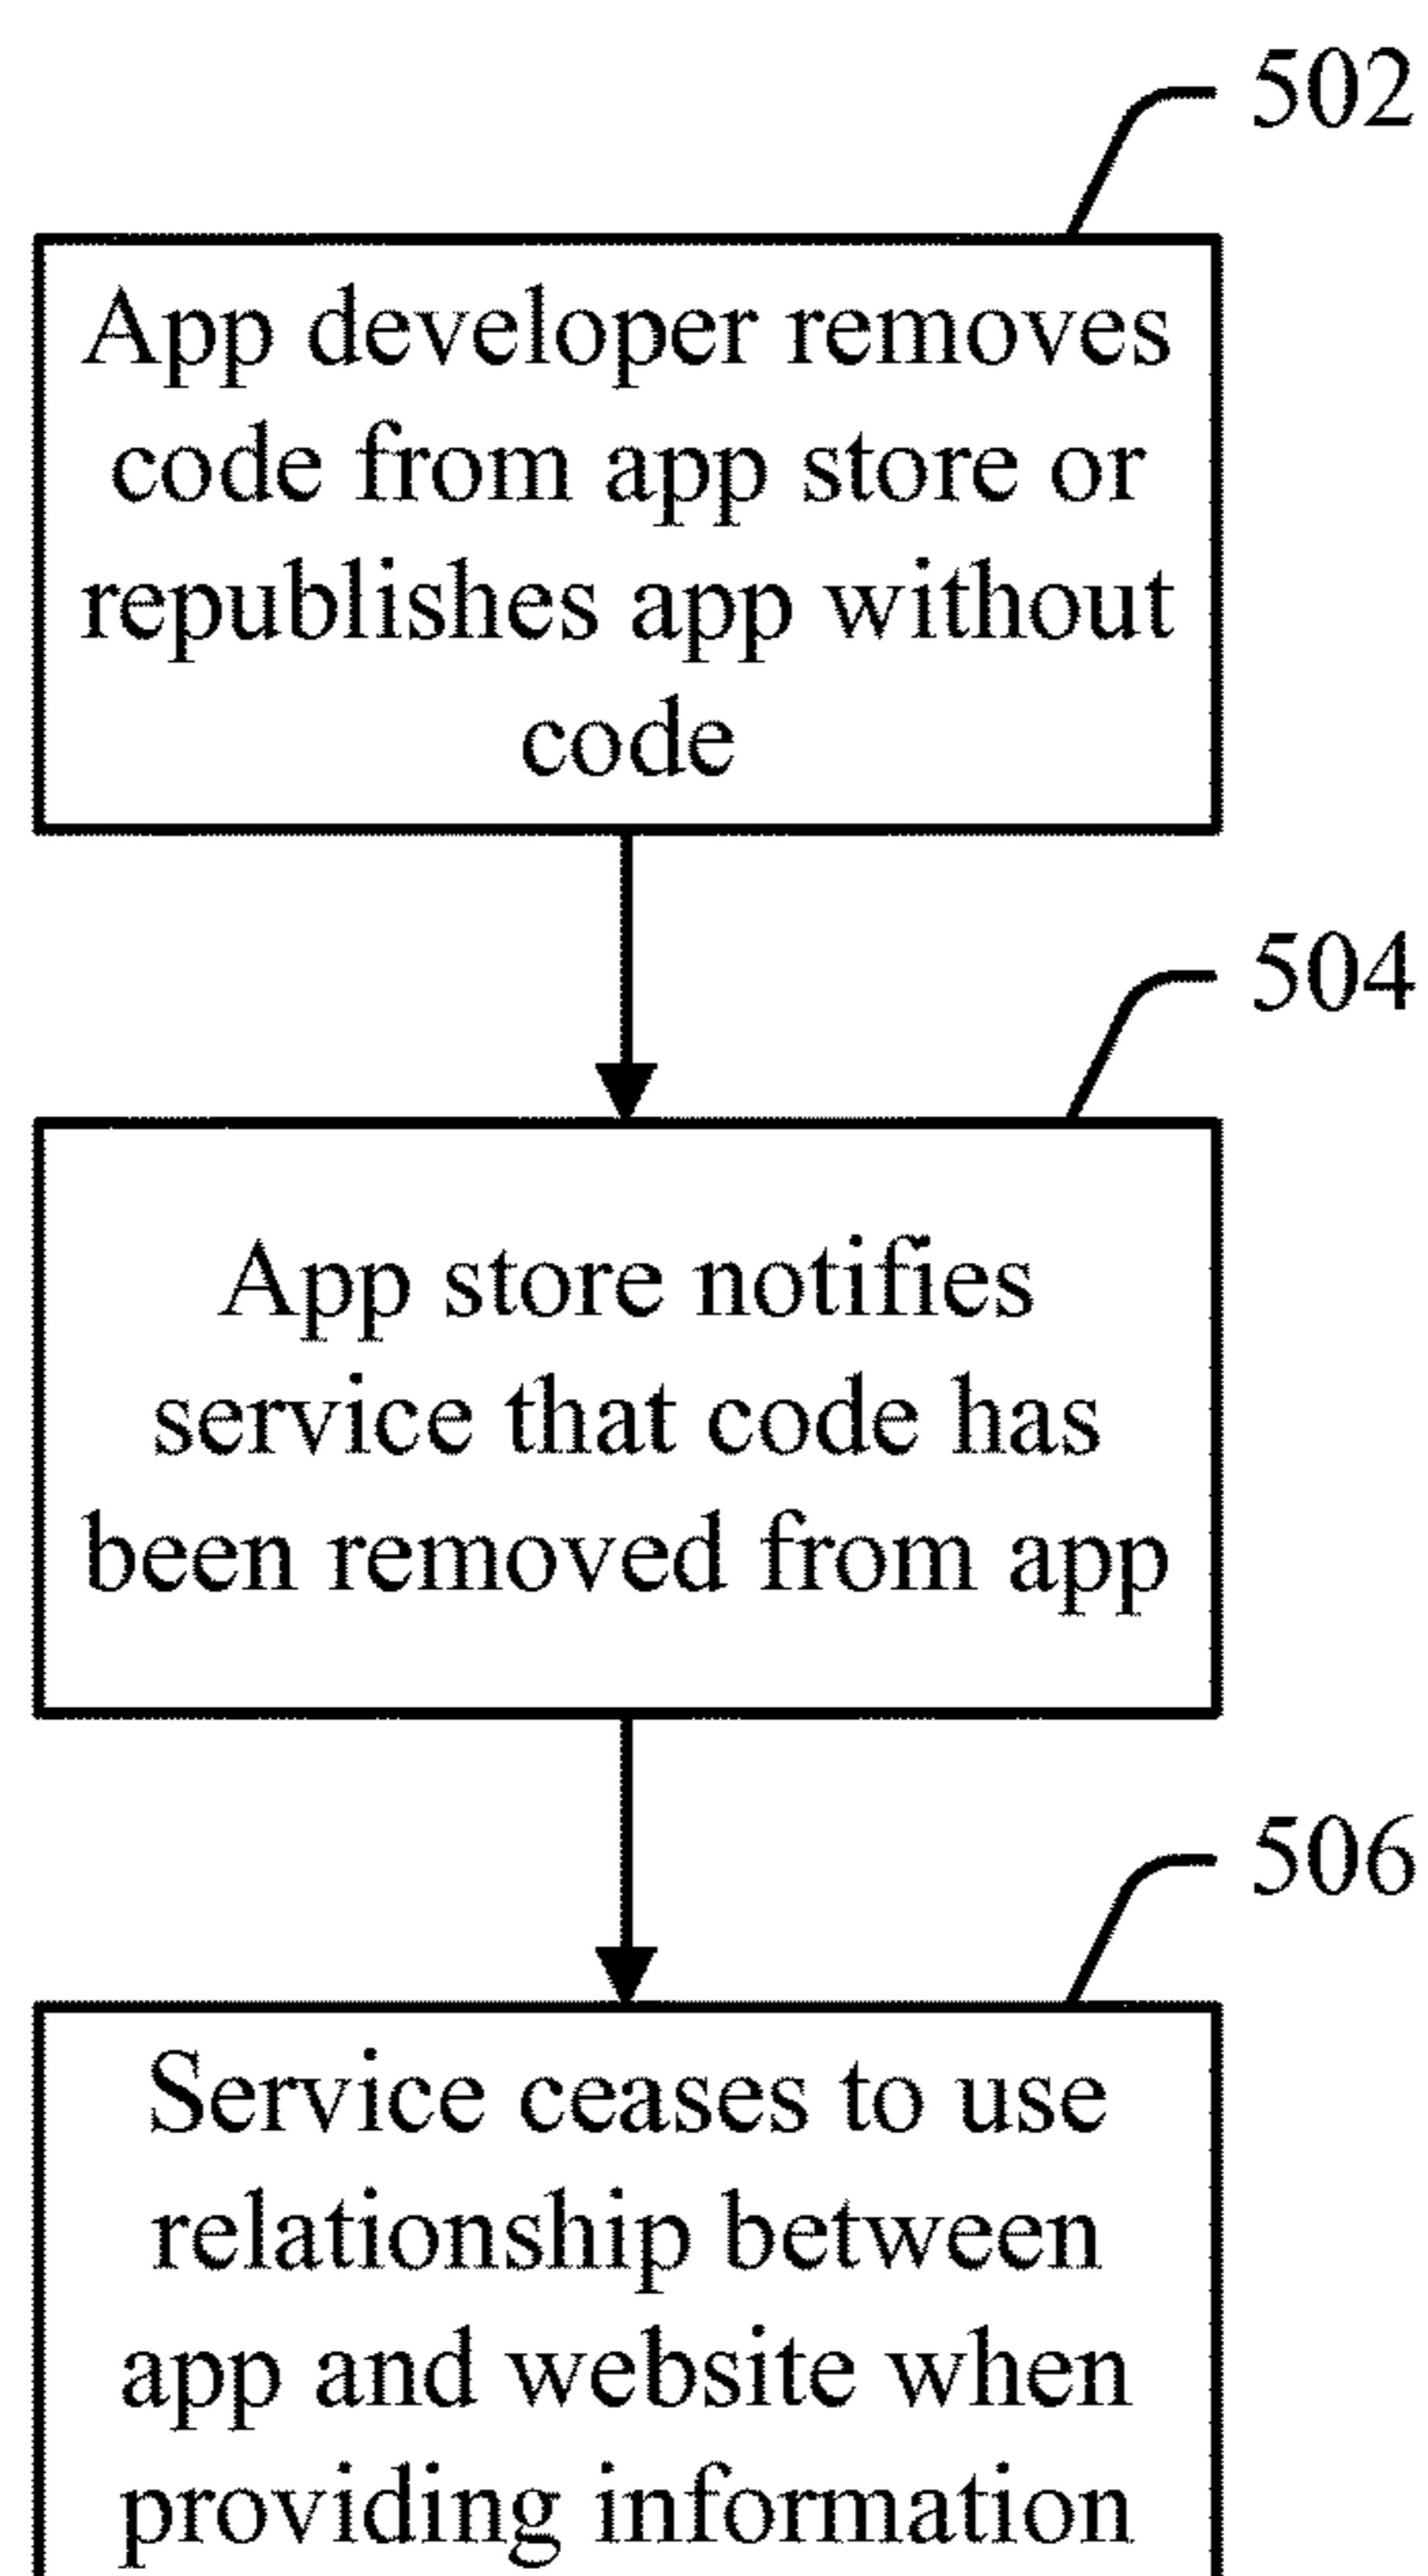 502
App developer removes
code from app store or
republishes app without
code
504
App store notifies
service that code has
been removed from app
506
Service ceases to use
relationship between
app and website when
providing information